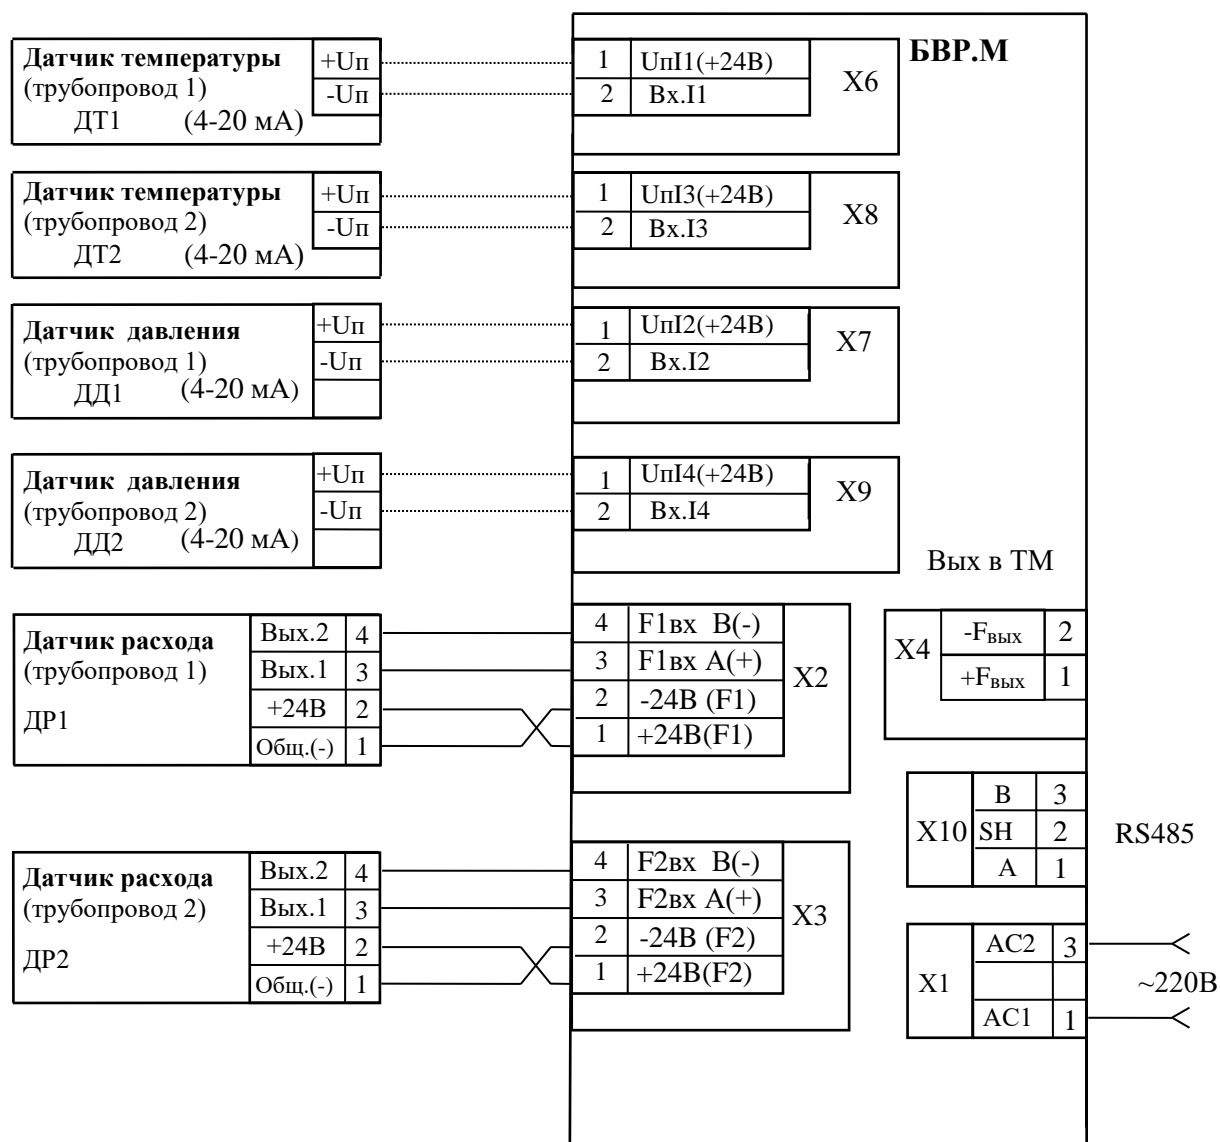 БВР.М
Датчик температуры
(трубопровод 1)
ДТ1 (4-20 мА)
+Uп
-Uп
1 UпI1(+24В)
2 Вх.I1
X6
Датчик температуры
(трубопровод 2)
ДТ2 (4-20 мА)
+Uп
-Uп
1 UпI3(+24В)
2 Вх.I3
X8
Датчик давления
(трубопровод 1)
ДД1 (4-20 мА)
+Uп
-Uп
1 UпI2(+24В)
2 Вх.I2
X7
Датчик давления
(трубопровод 2)
ДД2 (4-20 мА)
+Uп
-Uп
1 UпI4(+24В)
2 Вх.I4
X9
Вых в ТМ
Датчик расхода
(трубопровод 1)
ДР1
Вых.2 4
Вых.1 3
+24В 2
Общ.(-) 1
4 F1вх В(-)
3 F1вх А(+)
2 -24В (F1)
1 +24В(F1)
X2
X4
-Fвых 2
+Fвых 1
X10
B 3
SH 2
A 1
RS485
Датчик расхода
(трубопровод 2)
ДР2
Вых.2 4
Вых.1 3
+24В 2
Общ.(-) 1
4 F2вх В(-)
3 F2вх А(+)
2 -24В (F2)
1 +24В(F2)
X3
X1
AC2 3
AC1 1
~220В